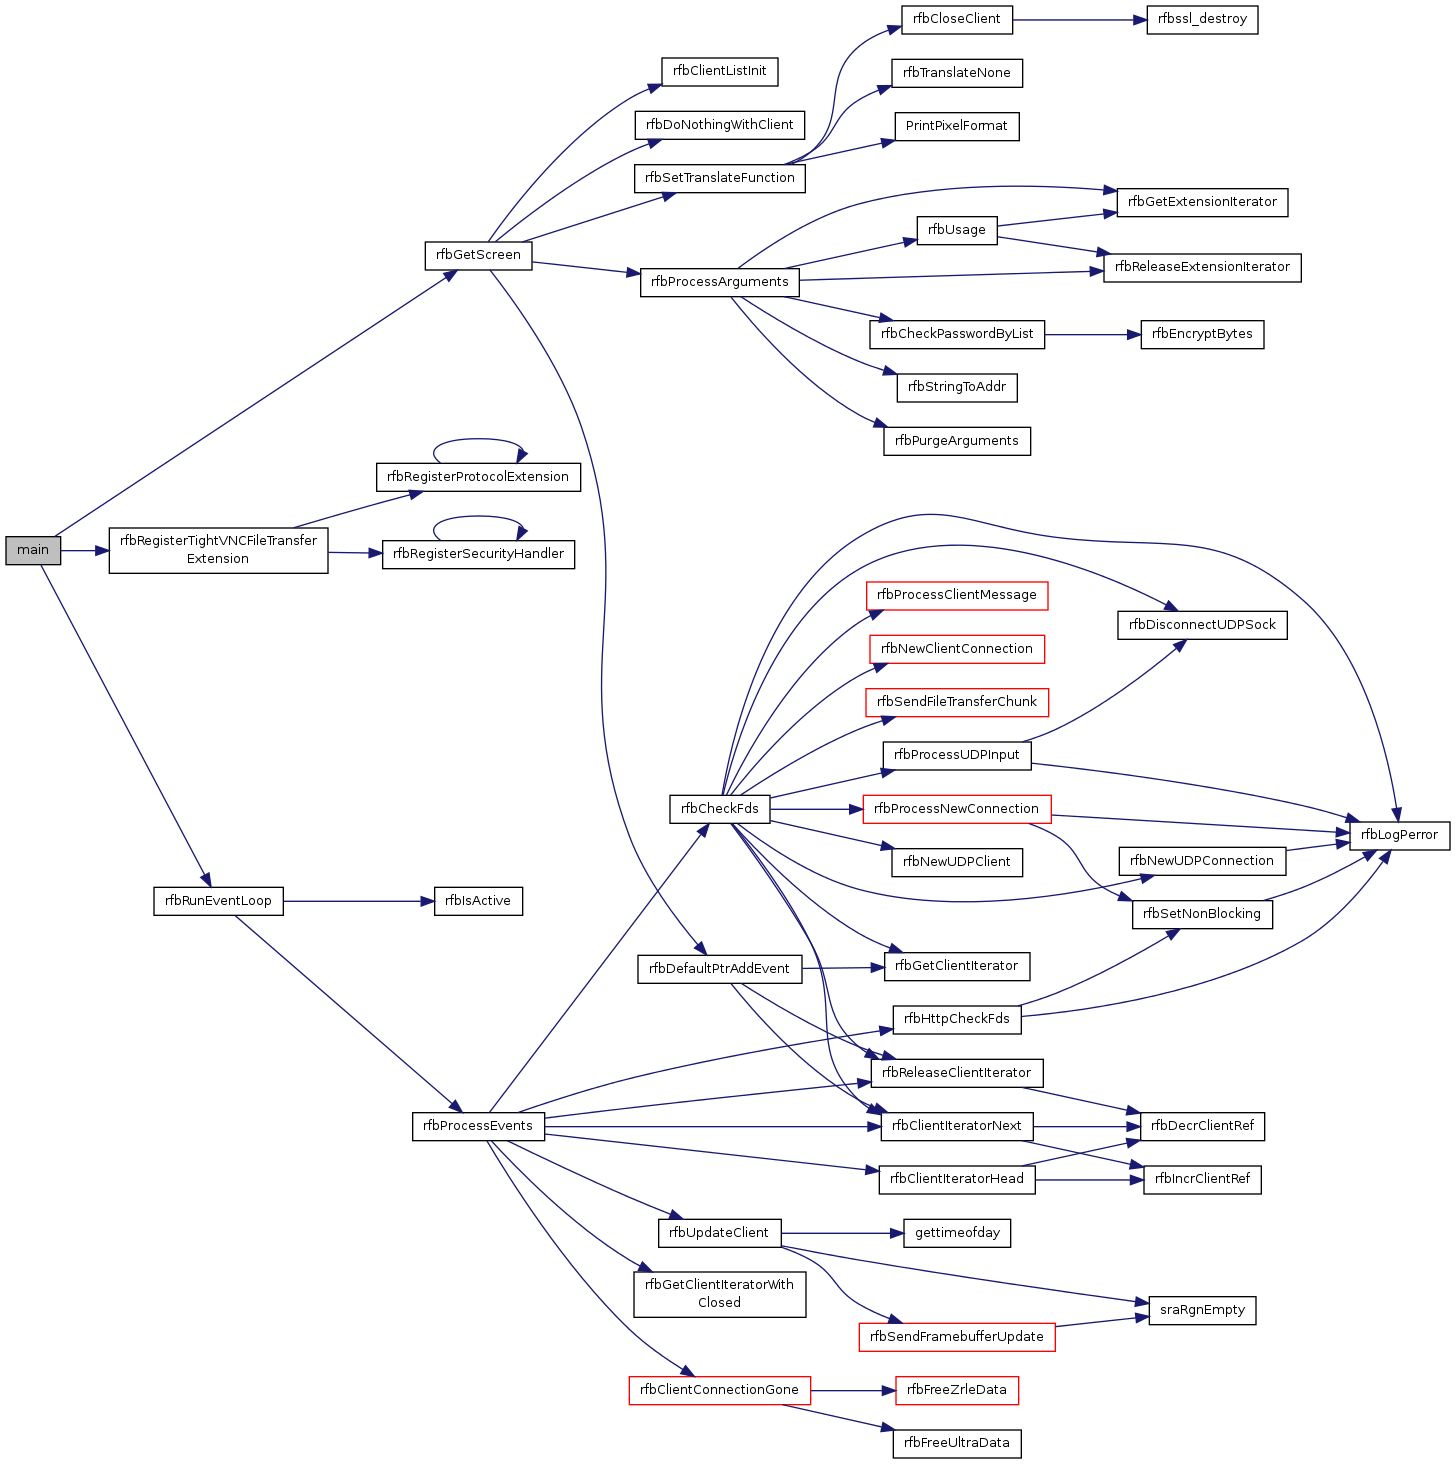 rfbCloseClient
rfbssl_destroy
rfbClientListInit
rfbTranslateNone
rfbDoNothingWithClient
PrintPixelFormat
rfbSetTranslateFunction
rfbGetExtensionIterator
rfbUsage
rfbGetScreen
rfbReleaseExtensionIterator
rfbProcessArguments
rfbCheckPasswordByList
rfbEncryptBytes
rfbStringToAddr
rfbPurgeArguments
rfbRegisterProtocolExtension
main
rfbRegisterTightVNCFileTransfer
Extension
rfbRegisterSecurityHandler
rfbProcessClientMessage
rfbDisconnectUDPSock
rfbNewClientConnection
rfbSendFileTransferChunk
rfbProcessUDPInput
rfbCheckFds
rfbProcessNewConnection
rfbLogPerror
rfbNewUDPClient
rfbNewUDPConnection
rfbRunEventLoop
rfbIsActive
rfbSetNonBlocking
rfbDefaultPtrAddEvent
rfbGetClientIterator
rfbHttpCheckFds
rfbReleaseClientIterator
rfbProcessEvents
rfbClientIteratorNext
rfbDecrClientRef
rfbClientIteratorHead
rfbIncrClientRef
rfbUpdateClient
gettimeofday
rfbGetClientIteratorWith
Closed
sraRgnEmpty
rfbSendFramebufferUpdate
rfbClientConnectionGone
rfbFreeZrleData
rfbFreeUltraData